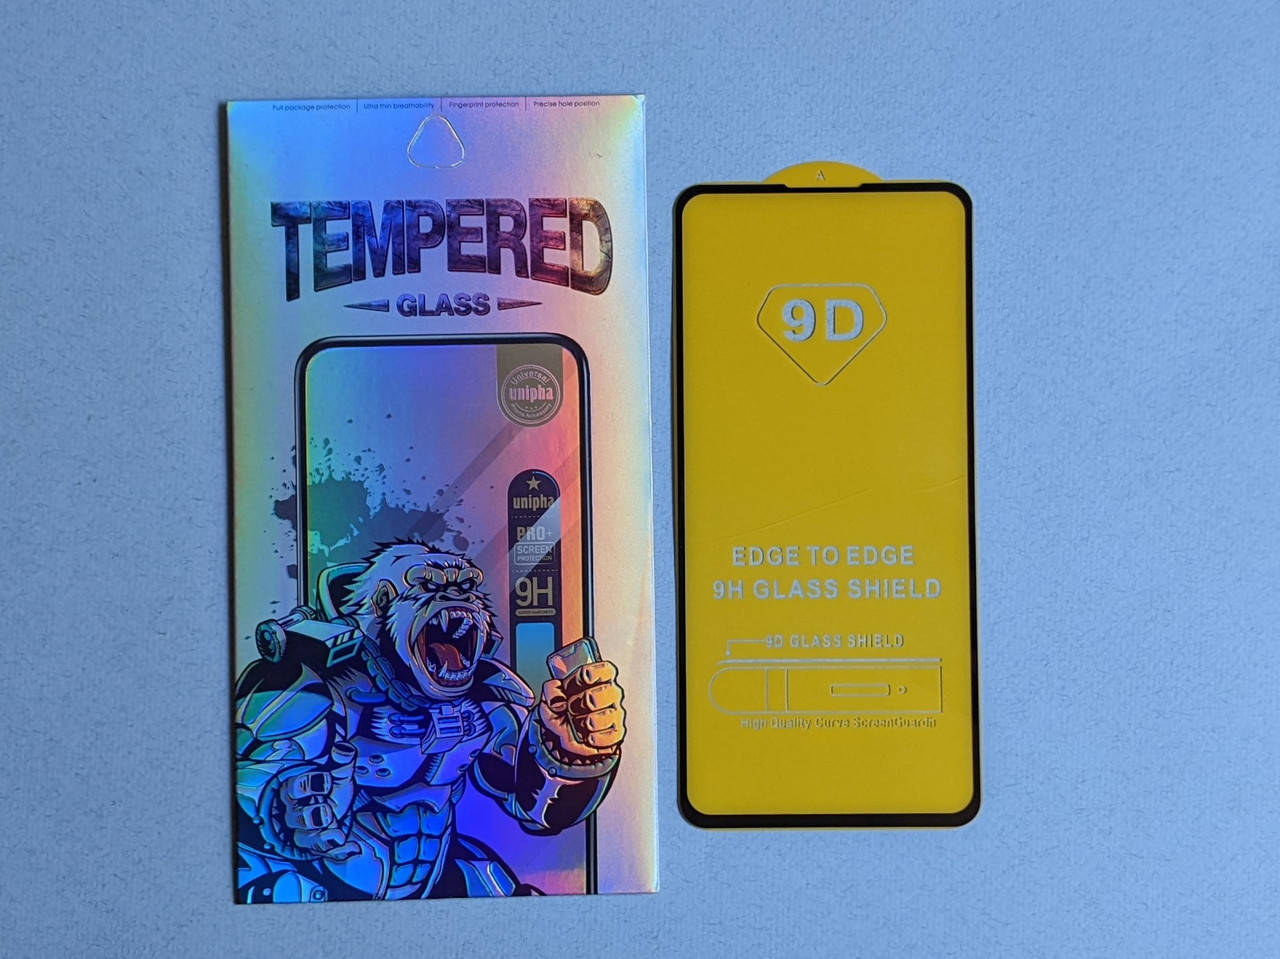 Full package protection Ultra thin breathability Fingerprint protection Precise hole position
TEMPERED
GLASS
Universal
unipha
unipha
PRO+
SCREEN
PROTECTION
9H
A
9D
EDGE TO EDGE
9H GLASS SHIELD
9D GLASS SHIELD
High Quality Curve ScreenGuardin